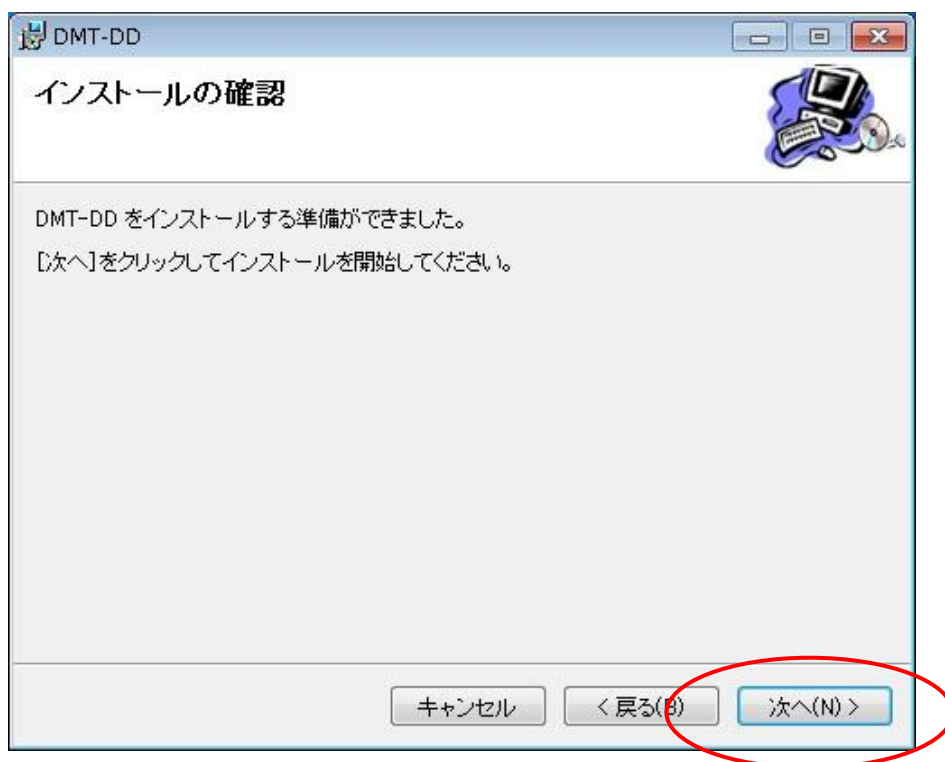 DMT-DD
インストールの確認
DMT-DD をインストールする準備ができました。
[次へ]をクリックしてインストールを開始してください。
キャンセル
< 戻る(B)
次へ(N) >